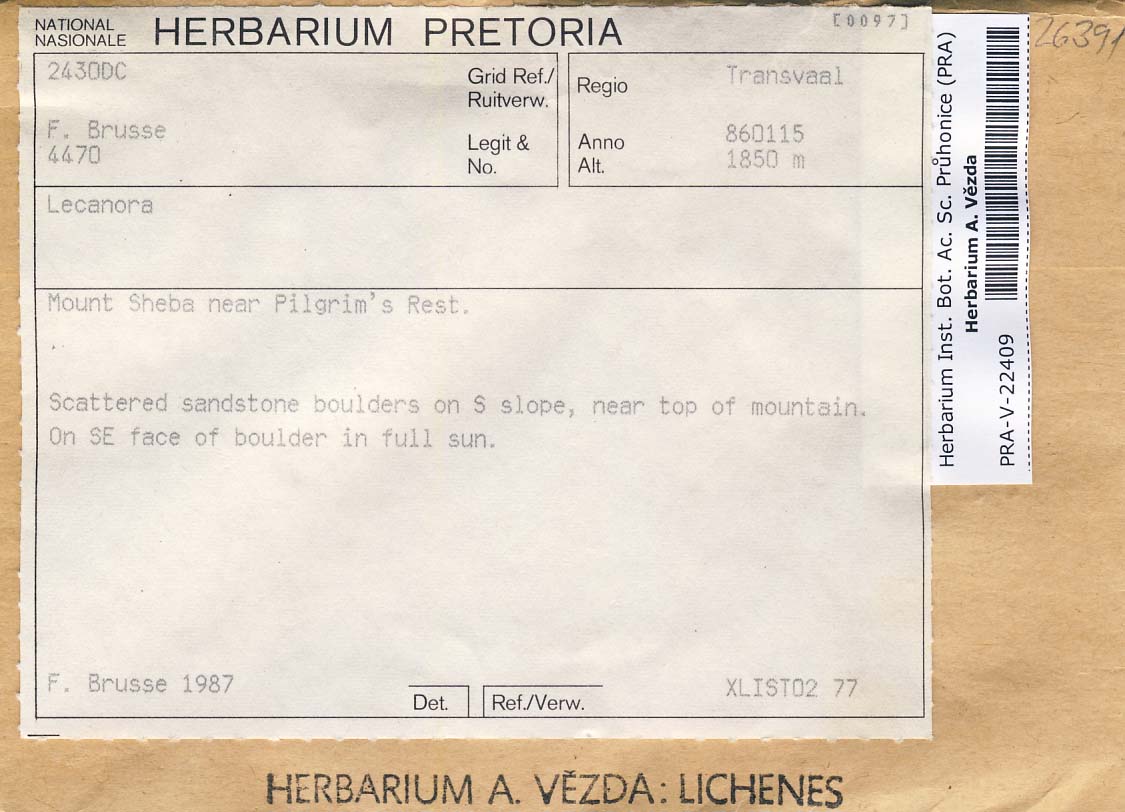 NATIONAL
NASIONALE
HERBARIUM PRETORIA
[0097]
2430DC
Grid Ref./
Ruitverw.
F. Brusse
4470
Legit &
No.
Regio
Transvaal
Anno
860115
Alt.
1850 m
Lecanora
Mount Sheba near Pilgrim's Rest.
Scattered sandstone boulders on S slope, near top of mountain.
On SE face of boulder in full sun.
F. Brusse 1987
Det.
Ref./Verw.
XLIST02 77
Herbarium Inst. Bot. Ac. Sc. Průhonice (PRA)
Herbarium A. Vězda
PRA-V-22409
26391
HERBARIUM A. VĚZDA: LICHENES